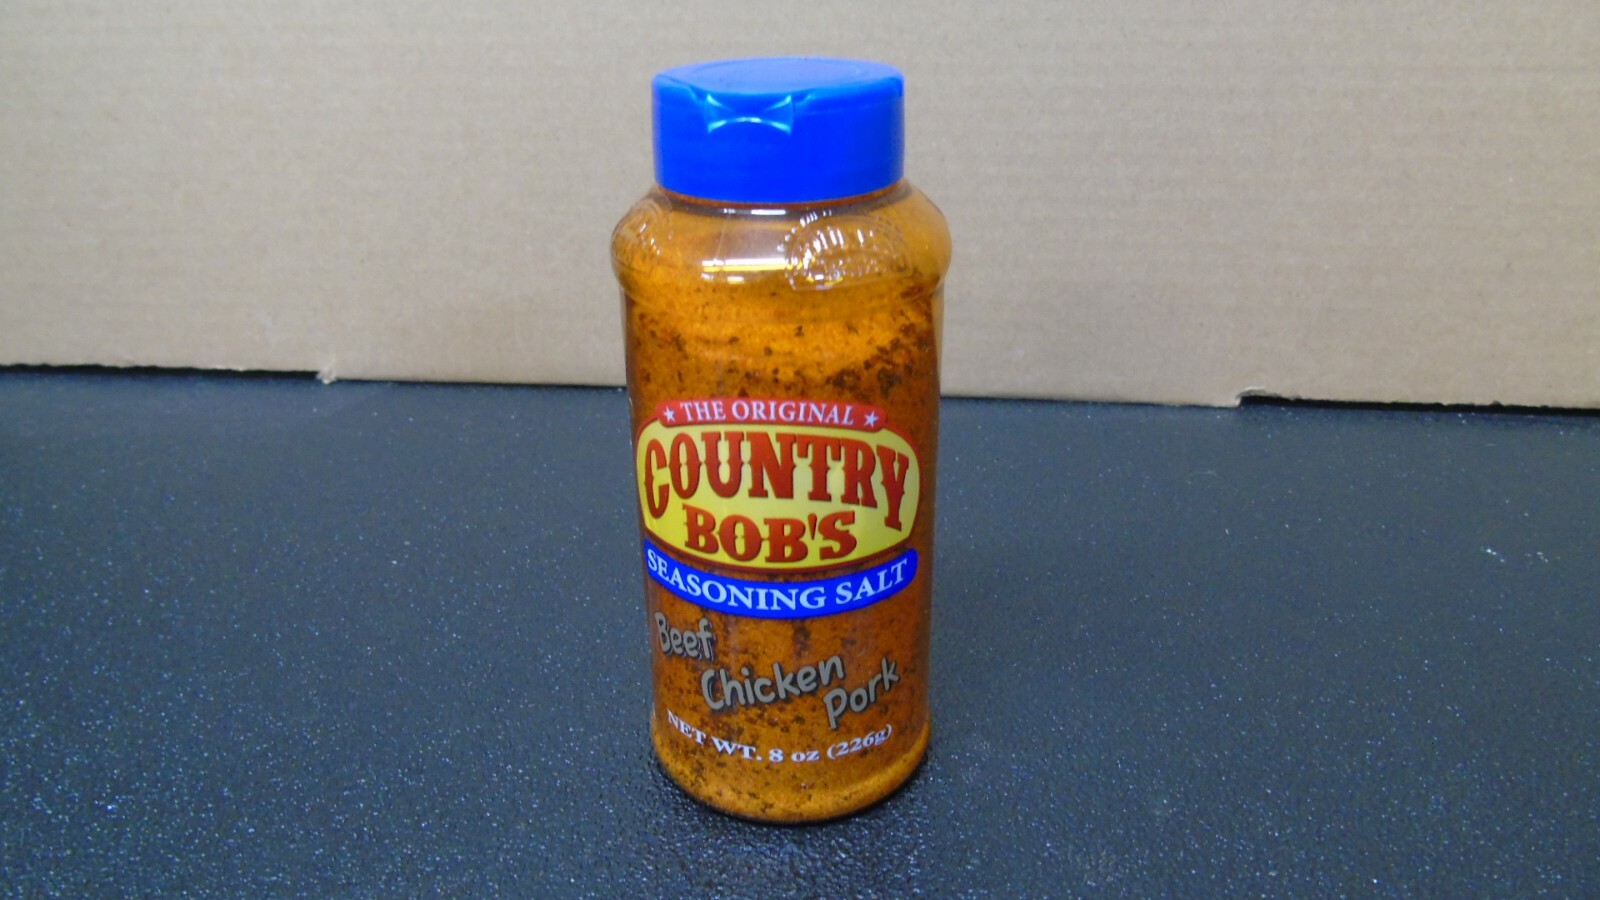 THE ORIGINAL
COUNTRY
BOB'S
SEASONING SALT
Beef
Chicken
Pork
NET WT. 8 oz (226g)